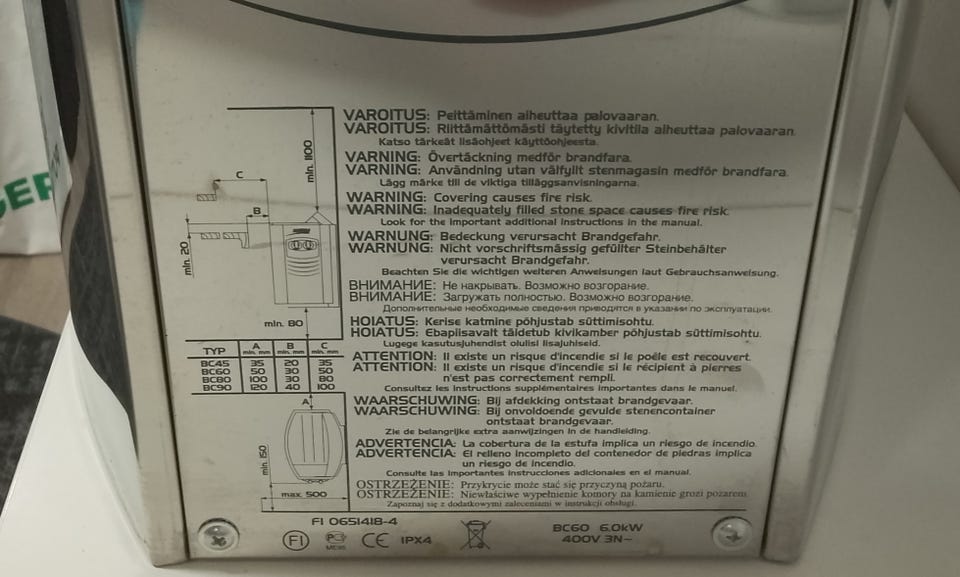 GER
VAROITUS: Peittäminen aiheuttaa palovaaran.
VAROITUS: Riittämättömästi täytetty kivitila aiheuttaa palovaaran.
Katso tärkeät lisäohjeet käyttöohjeesta.
VARNING: Övertäckning medför brandfara.
VARNING: Användning utan välfyllt stenmagasin medför brandfara.
Lägg märke till de viktiga tilläggsanvisningarna.
WARNING: Covering causes fire risk.
WARNING: Inadequately filled stone space causes fire risk.
Look for the important additional instructions in the manual.
WARNUNG: Bedeckung verursacht Brandgefahr.
WARNUNG: Nicht vorschriftsmässig gefüllter Steinbehälter
verursacht Brandgefahr.
Beachten Sie die wichtigen weiteren Anweisungen laut Gebrauchsanweisung.
ВНИМАНИЕ: Не накрывать. Возможно возгорание.
ВНИМАНИЕ: Загружать полностью. Возможно возгорание.
Дополнительные необходимые сведения приводятся в указании по эксплуатации.
HOIATUS: Kerise katmine põhjustab süttimisohtu.
HOIATUS: Ebapiisavalt täidetub kivikamber põhjustab süttimisohtu.
Lugege kasutusjuhendist olulisi lisajuhiseid.
ATTENTION: Il existe un risque d'incendie si le poêle est recouvert.
ATTENTION: Il existe un risque d'incendie si le récipient à pierres
n'est pas correctement rempli.
Consultez les instructions supplémentaires importantes dans le manuel.
WAARSCHUWING: Bij afdekking ontstaat brandgevaar.
WAARSCHUWING: Bij onvoldoende gevulde stenencontainer
ontstaat brandgevaar.
Zie de belangrijke extra aanwijzingen in de handleiding.
ADVERTENCIA: La cobertura de la estufa implica un riesgo de incendio.
ADVERTENCIA: El relleno incompleto del contenedor de piedras implica
un riesgo de incendio.
Consulte las importantes instrucciones adicionales en el manual.
OSTRZEŻENIE: Przykrycie może stać się przyczyną pożaru.
OSTRZEŻENIE: Niewłaściwe wypełnienie komory na kamienie grozi pożarem
Zapoznaj się z dodatkowymi zaleceniami w instrukcji obsługi.
min. 1100
C
B
min. 20
min. 80
TYP A min. mm B min. mm C min. mm
BC45 35 20 35
BC60 50 30 50
BC80 100 30 80
BC90 120 40 100
A
min. 150
max. 500
FI 0651418-4
FI PC ME95 CE IPX4
BC60 6.0kW
400V 3N~